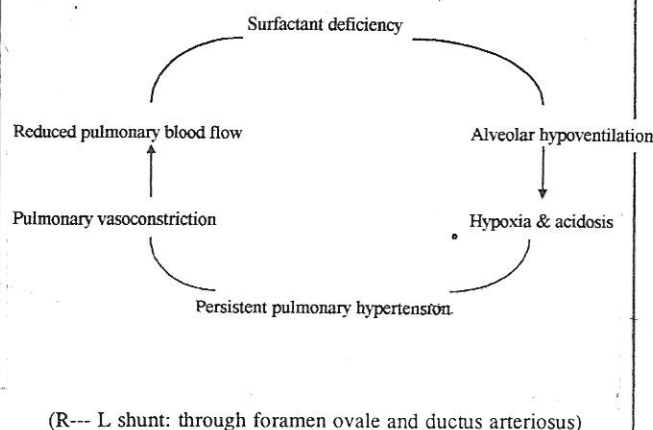 Surfactant deficiency
Reduced pulmonary blood flow
Alveolar hypoventilation
Pulmonary vasoconstriction
Hypoxia & acidosis
Persistent pulmonary hypertension.
(R--- L shunt: through foramen ovale and ductus arteriosus)